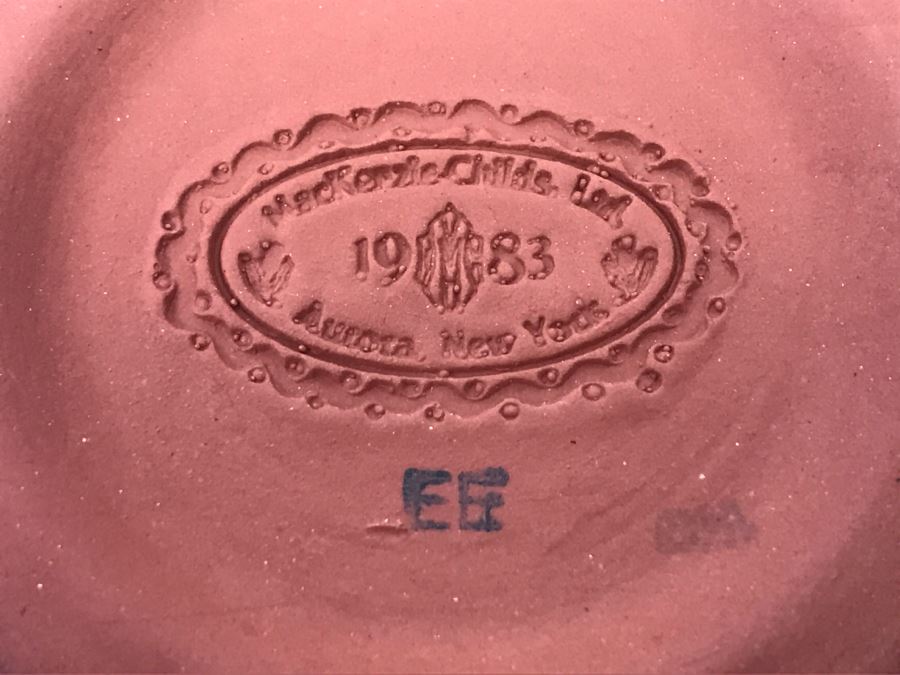 MacKenzie-Childs, Ltd.
19 83
Aurora, New York
EE